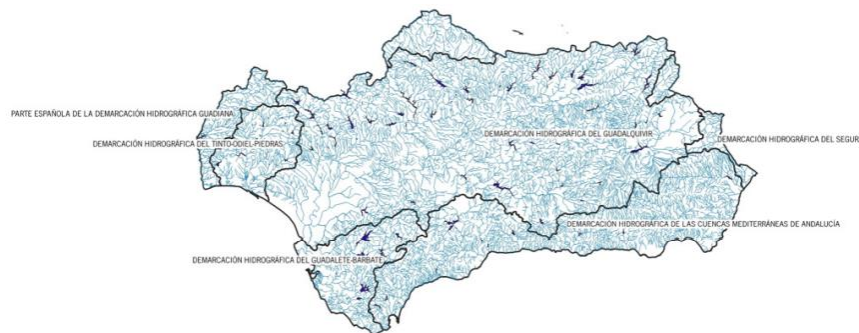 PARTE ESPAÑOLA DE LA DEMARCACIÓN HIDROGRÁFICA GUADIANA
DEMARCACIÓN HIDROGRÁFICA DEL GUADALQUIVIR
DEMARCACIÓN HIDROGRÁFICA DEL SEGUR
DEMARCACIÓN HIDROGRÁFICA DEL TINTO-ODIEL-PIEDRAS
DEMARCACIÓN HIDROGRÁFICA DE LAS CUENCAS MEDITERRÁNEAS DE ANDALUCÍA
DEMARCACIÓN HIDROGRÁFICA DEL GUADALETE-BARBATE